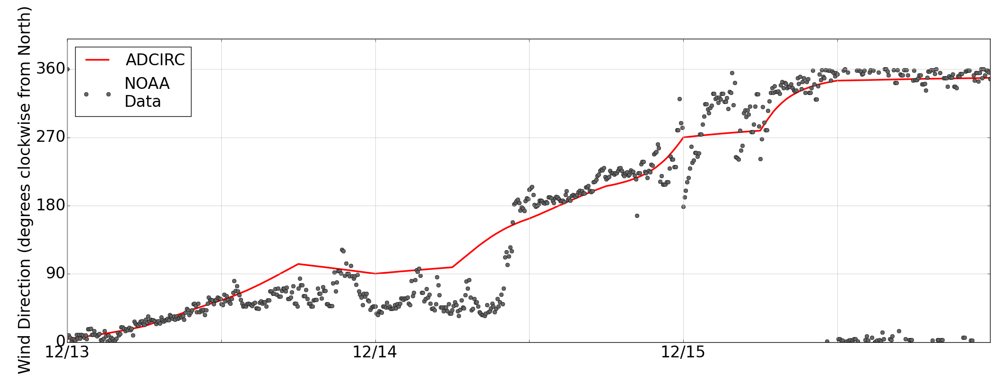 Wind Direction (degrees clockwise from North)
360
270
180
90
0
ADCIRC
NOAA
Data
12/13
12/14
12/15